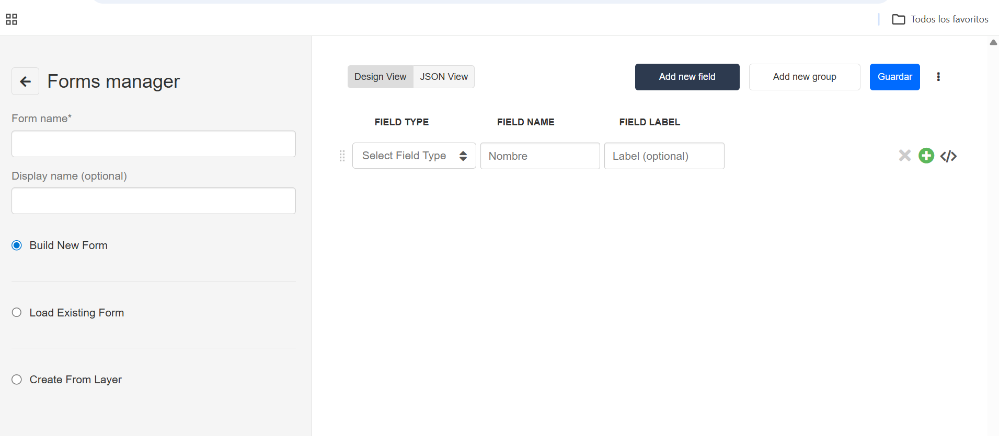 Todos los favoritos
Forms manager
Form name*
Display name (optional)
Build New Form
Load Existing Form
Create From Layer
Design View
JSON View
Add new field
Add new group
Guardar
FIELD TYPE
FIELD NAME
FIELD LABEL
Select Field Type
Nombre
Label (optional)